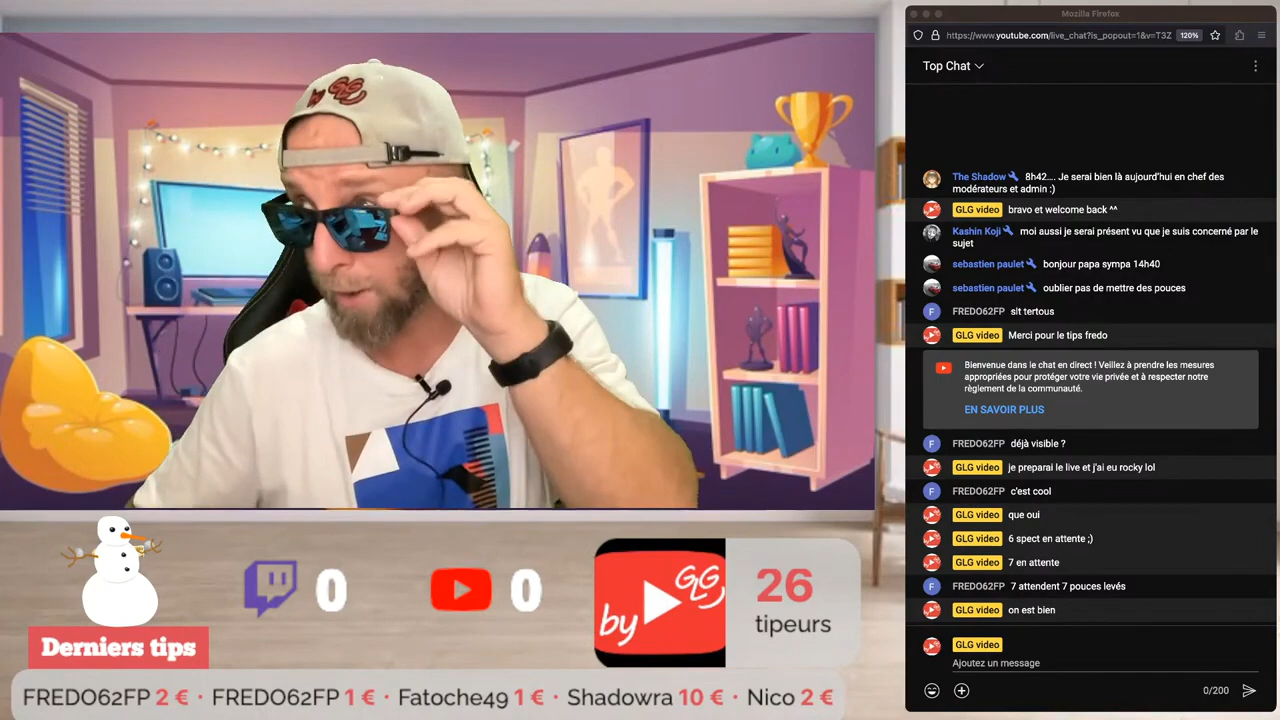 Mozilla Firefox
https://www.youtube.com/live_chat?is_popout=1&v=T3Z 120%
Top Chat
The Shadow 8h42.... Je serai bien là aujourd'hui en chef des
modérateurs et admin :)
GLG video bravo et welcome back ^^
Kashin Koji moi aussi je serai présent vu que je suis concerné par le
sujet
sebastien paulet bonjour papa sympa 14h40
sebastien paulet oublier pas de mettre des pouces
F FREDO62FP slt tertous
GLG video Merci pour le tips fredo
Bienvenue dans le chat en direct ! Veillez à prendre les mesures
appropriées pour protéger votre vie privée et à respecter notre
règlement de la communauté.
EN SAVOIR PLUS
F FREDO62FP déjà visible ?
GLG video je preparai le live et j'ai eu rocky lol
F FREDO62FP c'est cool
GLG video que oui
GLG video 6 spect en attente ;)
GLG video 7 en attente
F FREDO62FP 7 attendent 7 pouces levés
GLG video on est bien
GLG video
Ajoutez un message
0/200
by GLG
0
0
by GLG
26
tipeurs
Derniers tips
FREDO62FP 2 € · FREDO62FP 1 € · Fatoche49 1 € · Shadowra 10 € · Nico 2 €